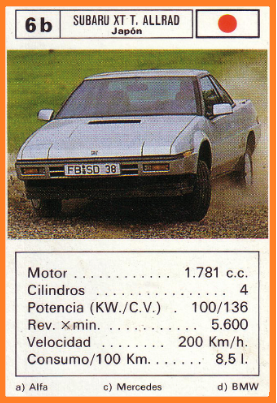 6b
SUBARU XT T. ALLRAD
Japón
FB·SD 38
Motor . . . . . . . . . . . . 1.781 c.c.
Cilindros . . . . . . . . . . . . 4
Potencia (KW./C.V.) . 100/136
Rev. × min. . . . . . . . . . 5.600
Velocidad . . . . . 200 Km/h.
Consumo/100 Km. . . . . 8,5 l.
a) Alfa c) Mercedes d) BMW